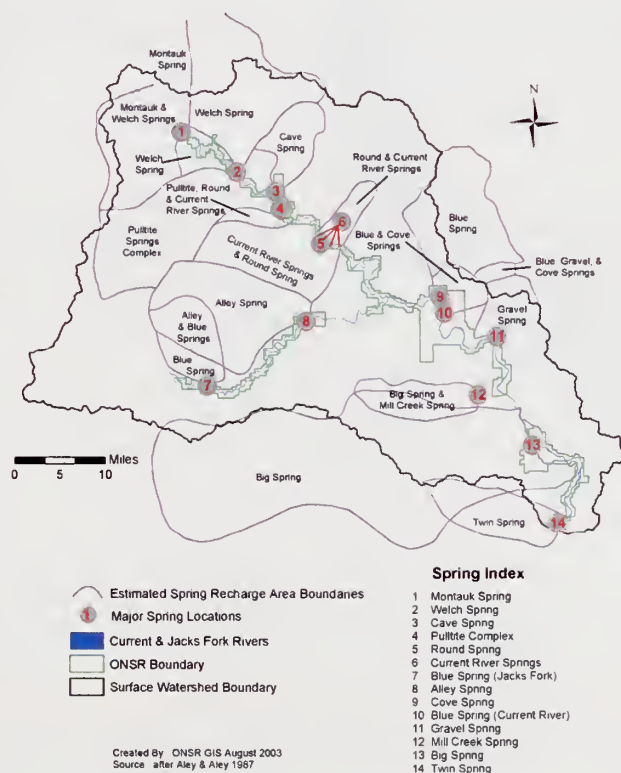 Montauk
Spring
N
Montauk &
Welch Springs
Welch Spring
1
Cave
Spring
Welch
Spring
2
Round & Current
River Springs
3
Pulltite, Round
& Current
River Springs
4
Blue
Spring
6
Pulltite
Springs
Complex
5
Blue & Cove
Springs
Current River Springs
& Round Spring
Blue, Gravel, &
Cove Springs
9
Alley Spring
10
Gravel
Spring
Alley
& Blue
Springs
8
11
Blue
Spring
7
Big Spring &
Mill Creek Spring
12
13
Miles
10 5 0 10
Big Spring
Twin Spring
14
Estimated Spring Recharge Area Boundaries
1 Major Spring Locations
Current & Jacks Fork Rivers
ONSR Boundary
Surface Watershed Boundary
Spring Index
1 Montauk Spring
2 Welch Spring
3 Cave Spring
4 Pulltite Complex
5 Round Spring
6 Current River Springs
7 Blue Spring (Jacks Fork)
8 Alley Spring
9 Cove Spring
10 Blue Spring (Current River)
11 Gravel Spring
12 Mill Creek Spring
13 Big Spring
14 Twin Spring
Created By ONSR GIS August 2003
Source after Aley & Aley 1987